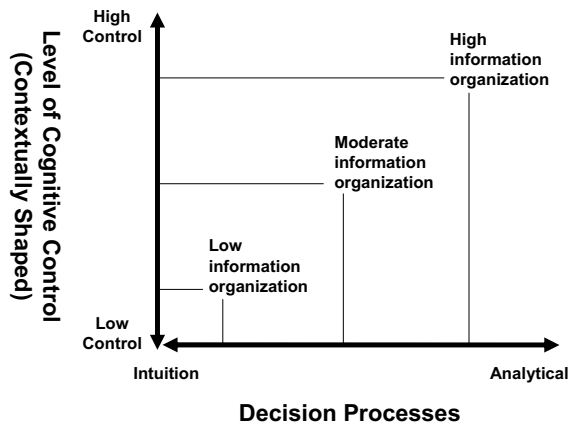 High
Control
High
information
organization
Level of Cognitive Control
(Contextually Shaped)
Moderate
information
organization
Low
information
organization
Low
Control
Intuition
Analytical
Decision Processes